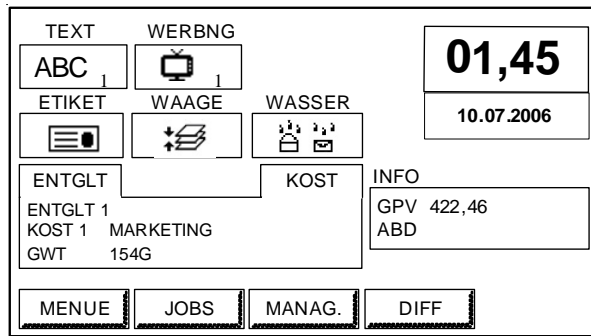 TEXT WERBNG
ABC 1 1
01,45
ETIKET WAAGE WASSER
10.07.2006
ENTGLT KOST
ENTGLT 1
KOST 1 MARKETING
GWT 154G
INFO
GPV 422,46
ABD
MENUE JOBS MANAG. DIFF